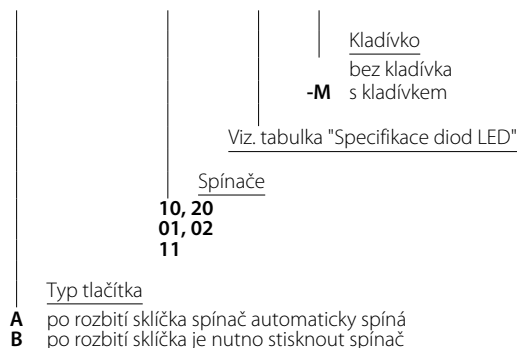 Kladívko
bez kladívka
-M s kladívkem
Viz. tabulka "Specifikace diod LED"
Spínače
10, 20
01, 02
11
Typ tlačítka
A po rozbití sklíčka spínač automaticky spíná
B po rozbití sklíčka je nutno stisknout spínač